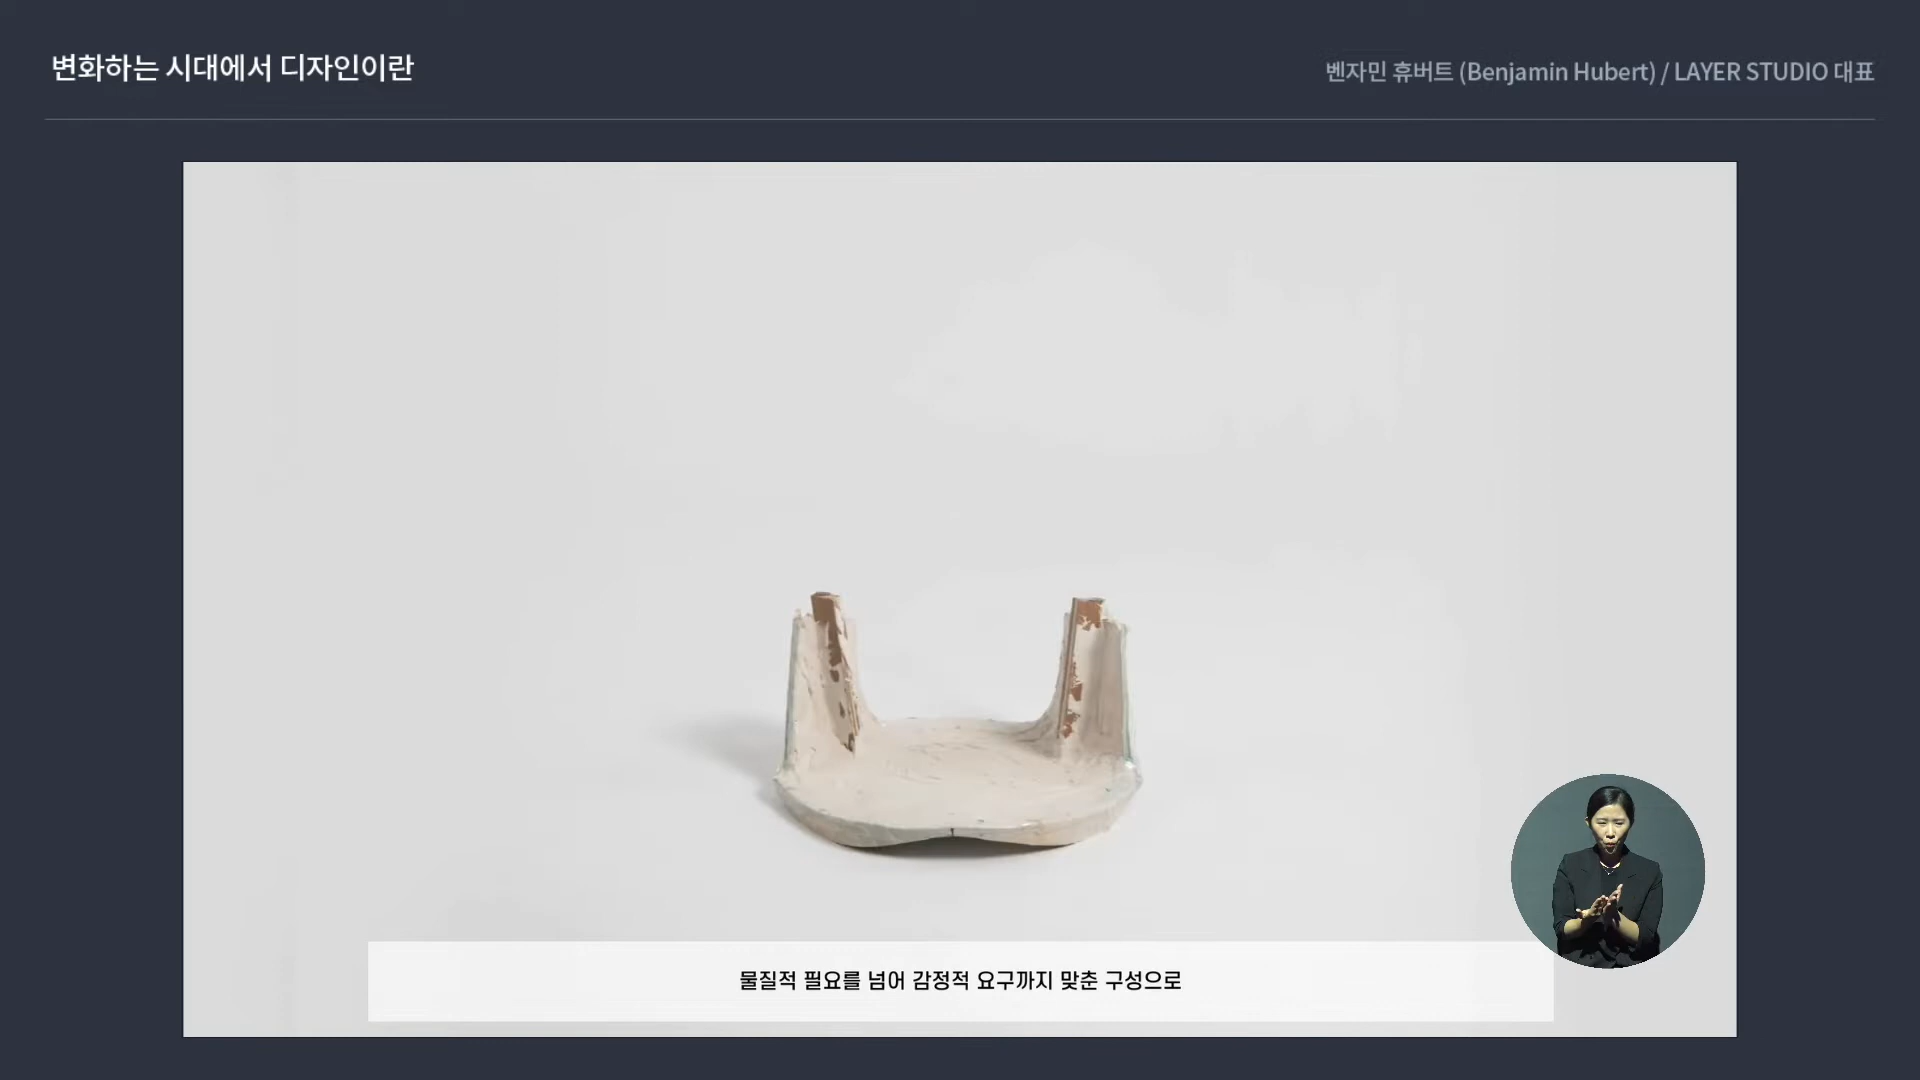 변화하는 시대에서 디자인이란
벤자민 휴버트 (Benjamin Hubert) / LAYER STUDIO 대표
물질적 필요를 넘어 감정적 요구까지 맞춘 구성으로